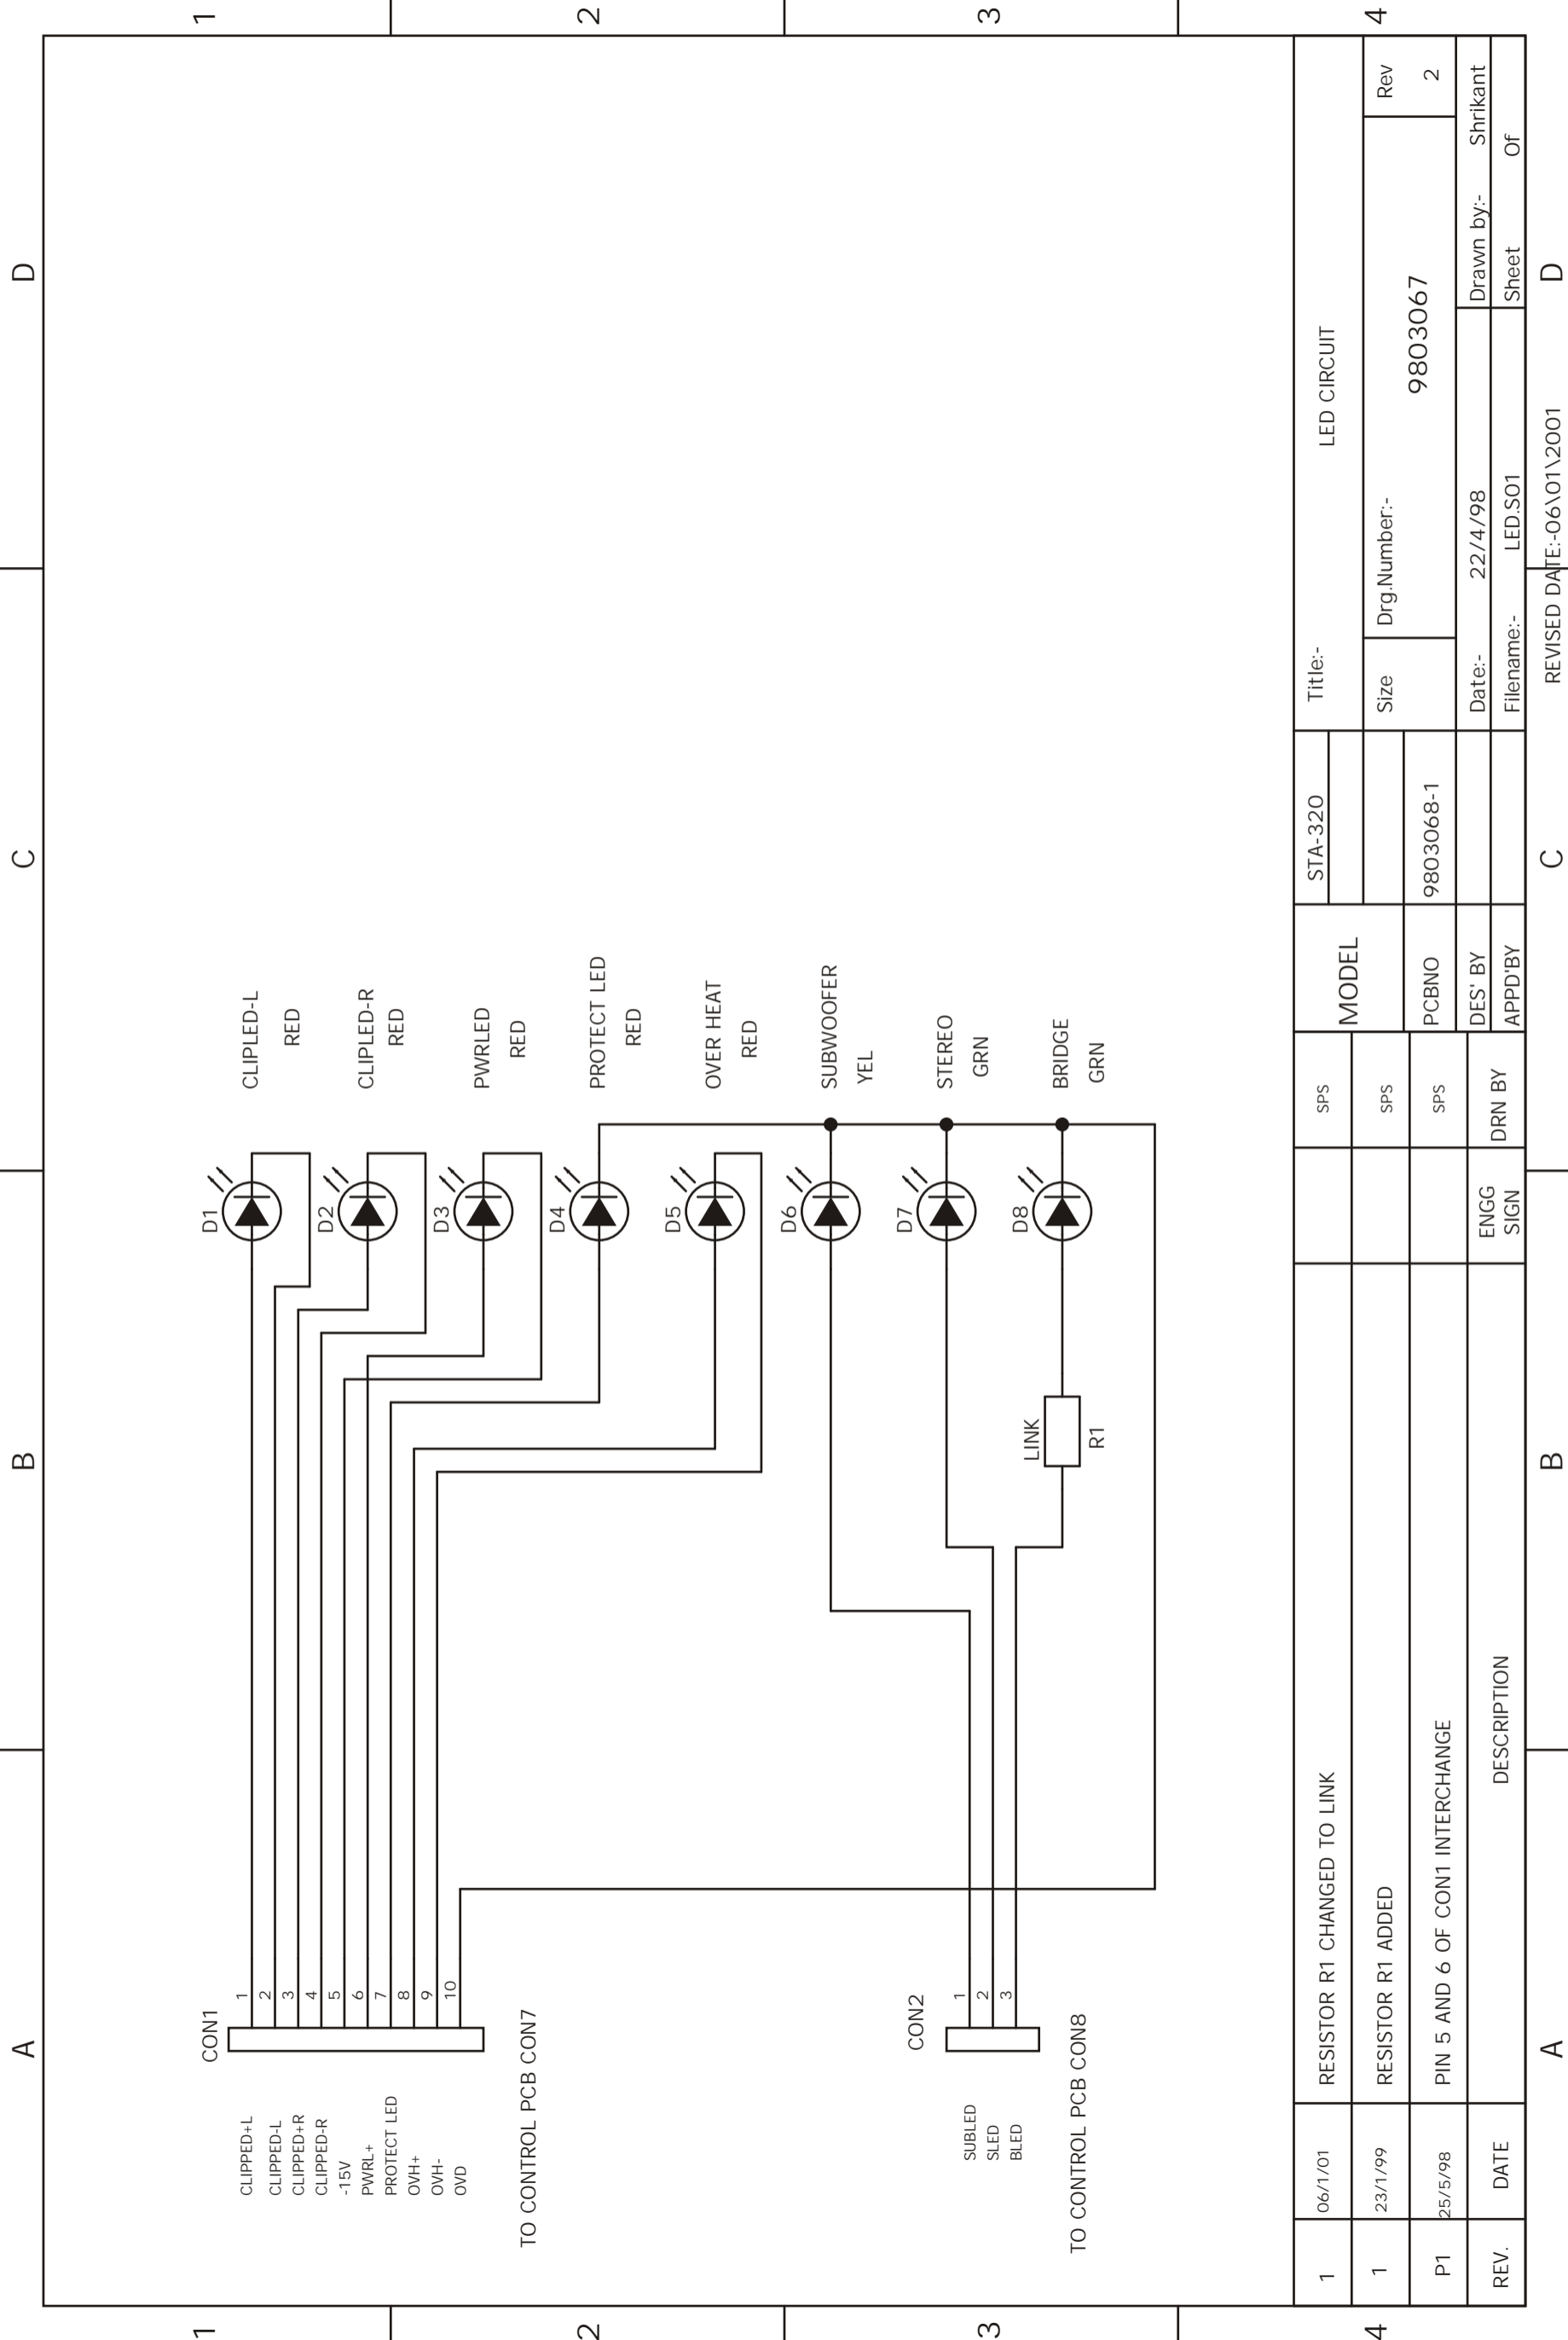 A
B
C
D
1
2
3
4
1
2
3
4
A
B
C
D
CON1
1
2
3
4
5
6
7
8
9
10
CLIPPED+L
CLIPPED-L
CLIPPED+R
CLIPPED-R
-15V
PWRL+
PROTECT LED
OVH+
OVH-
OVD
TO CONTROL PCB CON7
D1
CLIPLED-L
RED
D2
CLIPLED-R
RED
D3
PWRLED
RED
D4
PROTECT LED
RED
D5
OVER HEAT
RED
D6
SUBWOOFER
YEL
D7
STEREO
GRN
D8
BRIDGE
GRN
LINK
R1
CON2
1
2
3
SUBLED
SLED
BLED
TO CONTROL PCB CON8
1 06/1/01 RESISTOR R1 CHANGED TO LINK SPS
1 23/1/99 RESISTOR R1 ADDED SPS
P1 25/5/98 PIN 5 AND 6 OF CON1 INTERCHANGE SPS
REV. DATE DESCRIPTION ENGG SIGN DRN BY
MODEL STA-320
PCBNO 9803068-1
DES' BY
APPD'BY
Title:- LED CIRCUIT
Size Drg.Number:- 9803067 Rev 2
Date:- 22/4/98 Drawn by:- Shrikant
Filename:- LED.S01 Sheet Of
REVISED DATE:-06\01\2001